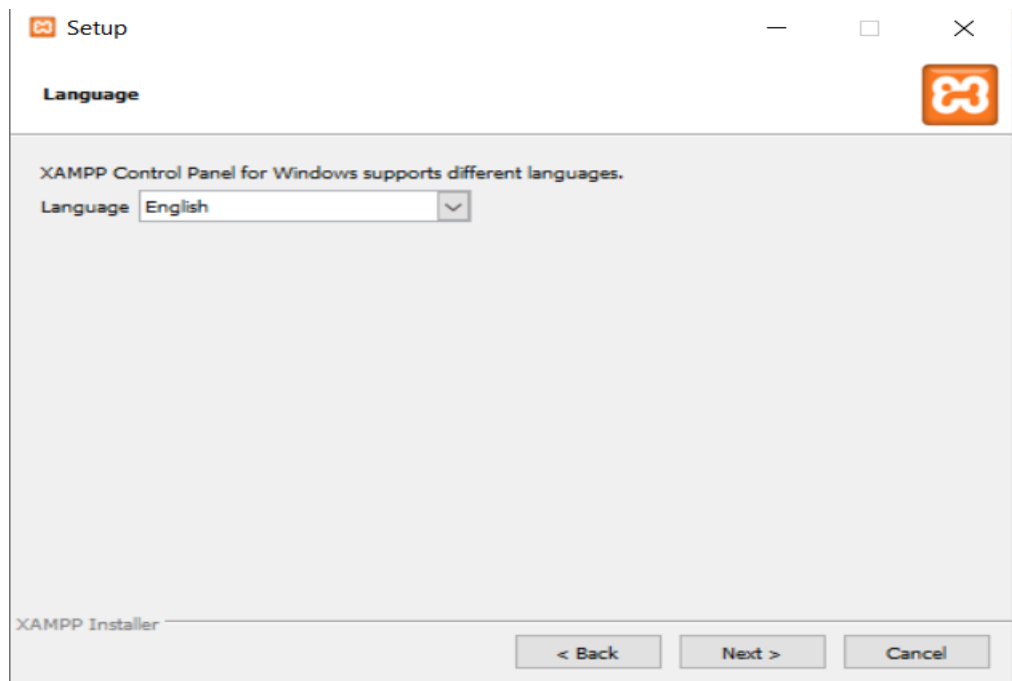 Setup
Language
XAMPP Control Panel for Windows supports different languages.
Language English
XAMPP Installer
< Back Next > Cancel